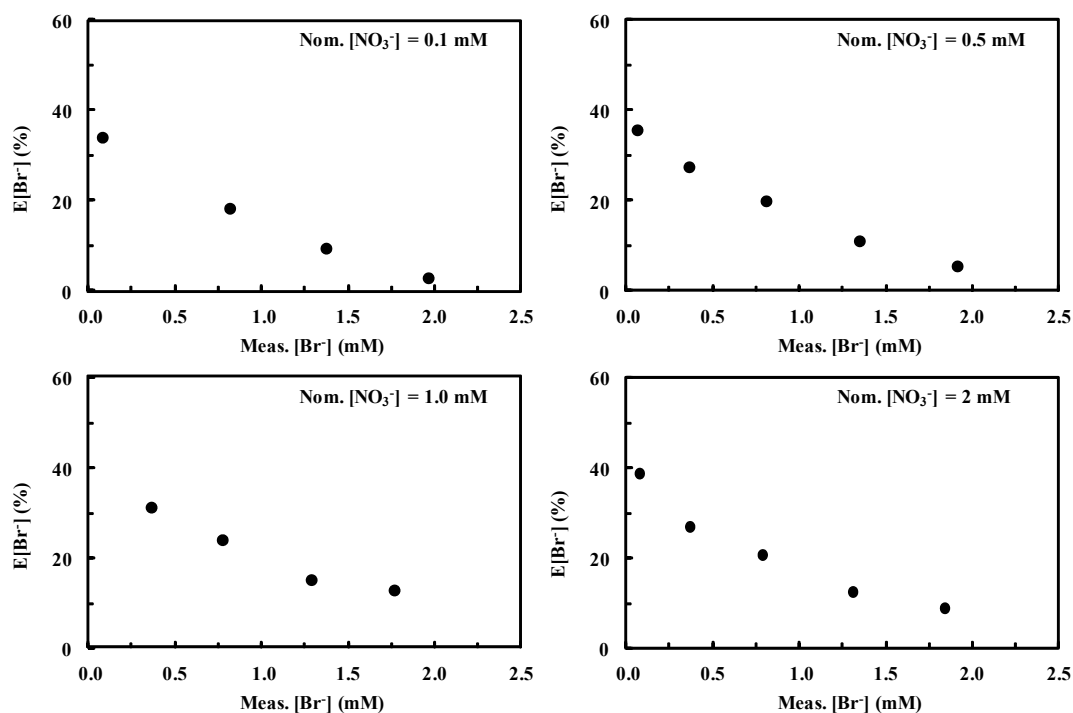 60
Nom. [NO₃⁻] = 0.1 mM
40
E[Br⁻] (%)
20
0
0.0 0.5 1.0 1.5 2.0 2.5
Meas. [Br⁻] (mM)
60
Nom. [NO₃⁻] = 0.5 mM
40
E[Br⁻] (%)
20
0
0.0 0.5 1.0 1.5 2.0 2.5
Meas. [Br⁻] (mM)
60
Nom. [NO₃⁻] = 1.0 mM
40
E[Br⁻] (%)
20
0
0.0 0.5 1.0 1.5 2.0 2.5
Meas. [Br⁻] (mM)
60
Nom. [NO₃⁻] = 2 mM
40
E[Br⁻] (%)
20
0
0.0 0.5 1.0 1.5 2.0 2.5
Meas. [Br⁻] (mM)